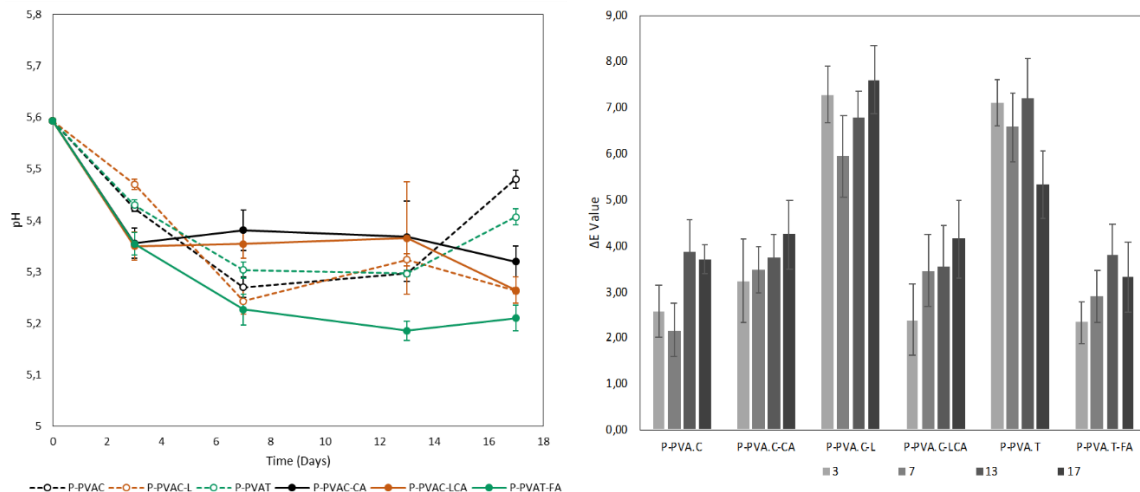 5,8
5,7
5,6
5,5
5,4
5,3
5,2
5,1
5
pH
0 2 4 6 8 10 12 14 16 18
Time (Days)
P-PVAC P-PVAC-L P-PVAT P-PVAC-CA P-PVAC-LCA P-PVAT-FA
9,00
8,00
7,00
6,00
5,00
4,00
3,00
2,00
1,00
0,00
ΔE Value
P-PVA.C P-PVA.C-CA P-PVA.C-L P-PVA.C-LCA P-PVA.T P-PVA.T-FA
3 7 13 17